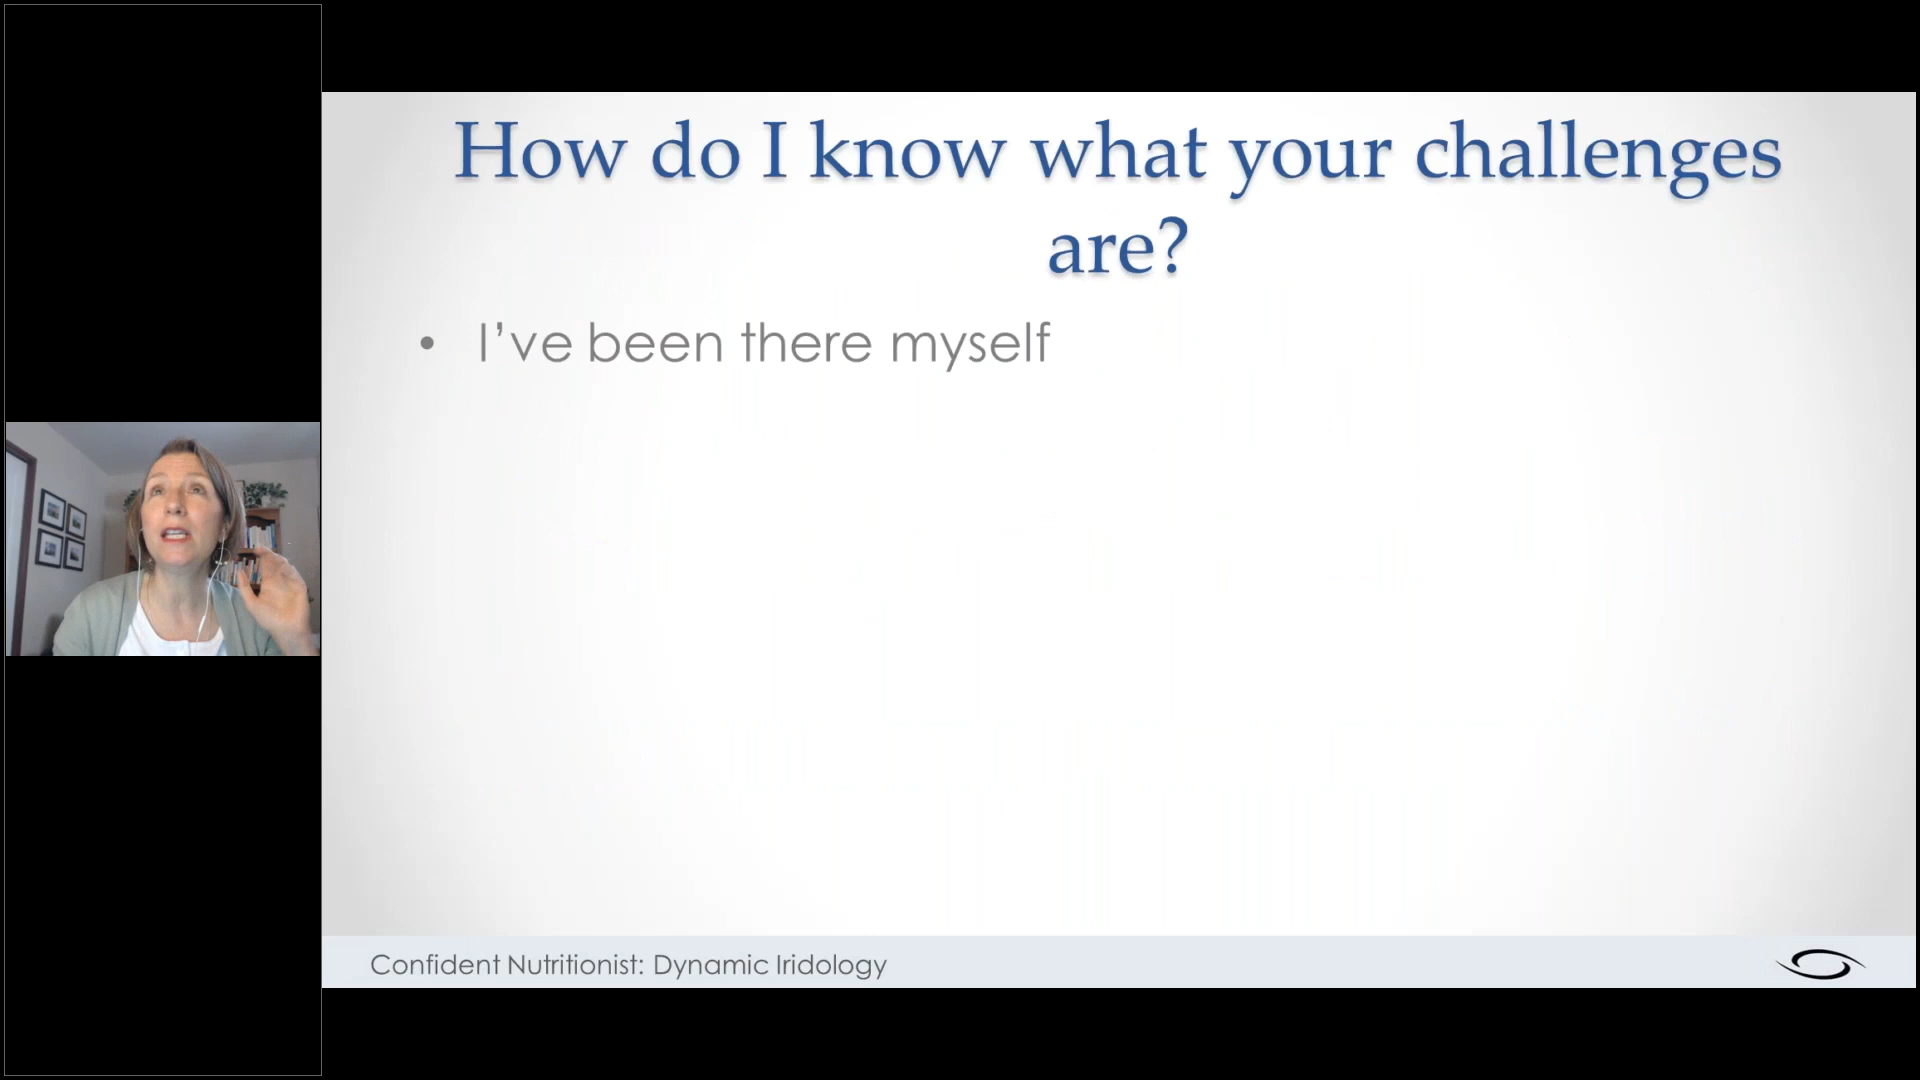 How do I know what your challenges
are?
• I’ve been there myself
Confident Nutritionist: Dynamic Iridology